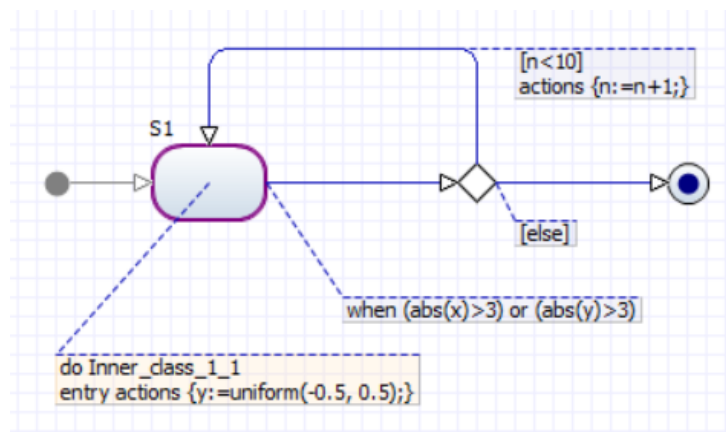 [n<10]
actions {n:=n+1;}
S1
[else]
when (abs(x)>3) or (abs(y)>3)
do Inner_class_1_1
entry actions {y:=uniform(-0.5, 0.5);}